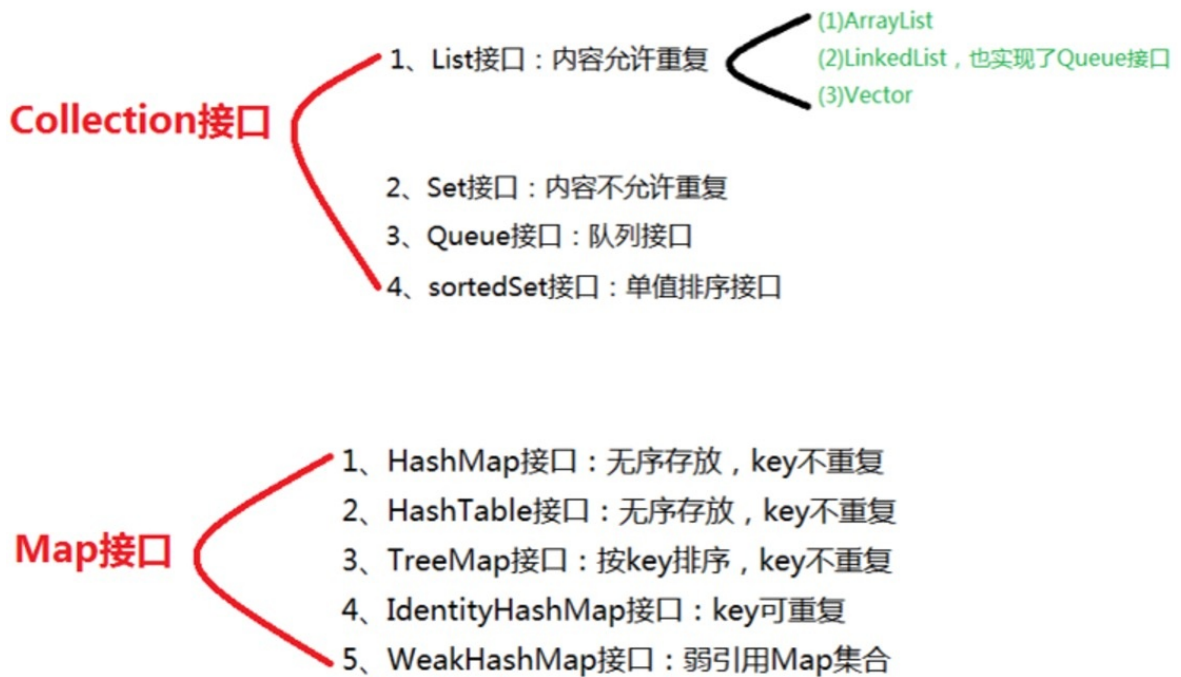 Collection接口
1、List接口：内容允许重复
(1)ArrayList
(2)LinkedList，也实现了Queue接口
(3)Vector
2、Set接口：内容不允许重复
3、Queue接口：队列接口
4、sortedSet接口：单值排序接口
Map接口
1、HashMap接口：无序存放，key不重复
2、HashTable接口：无序存放，key不重复
3、TreeMap接口：按key排序，key不重复
4、IdentityHashMap接口：key可重复
5、WeakHashMap接口：弱引用Map集合